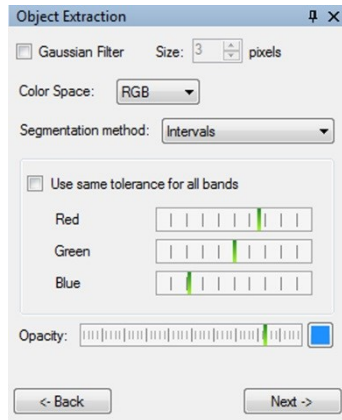 Object Extraction
Gaussian Filter Size: 3 pixels
Color Space: RGB
Segmentation method: Intervals
Use same tolerance for all bands
Red
Green
Blue
Opacity:
<- Back Next ->